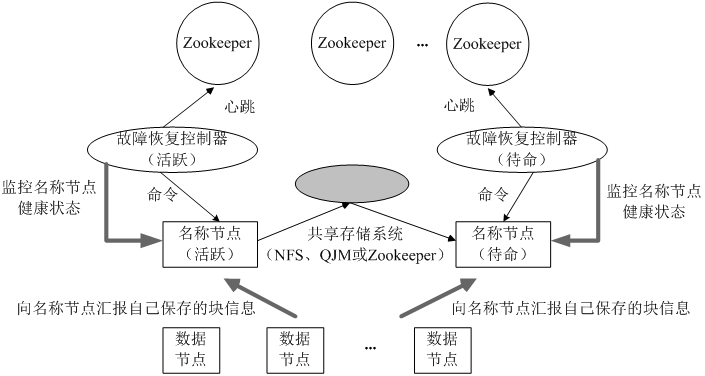 Zookeeper
Zookeeper
...
Zookeeper
心跳
心跳
故障恢复控制器
（活跃）
故障恢复控制器
（待命）
监控名称节点
健康状态
命令
命令
监控名称节点
健康状态
名称节点
（活跃）
共享存储系统
（NFS、QJM或Zookeeper）
名称节点
（待命）
向名称节点汇报自己保存的块信息
向名称节点汇报自己保存的块信息
数据
节点
数据
节点
...
数据
节点